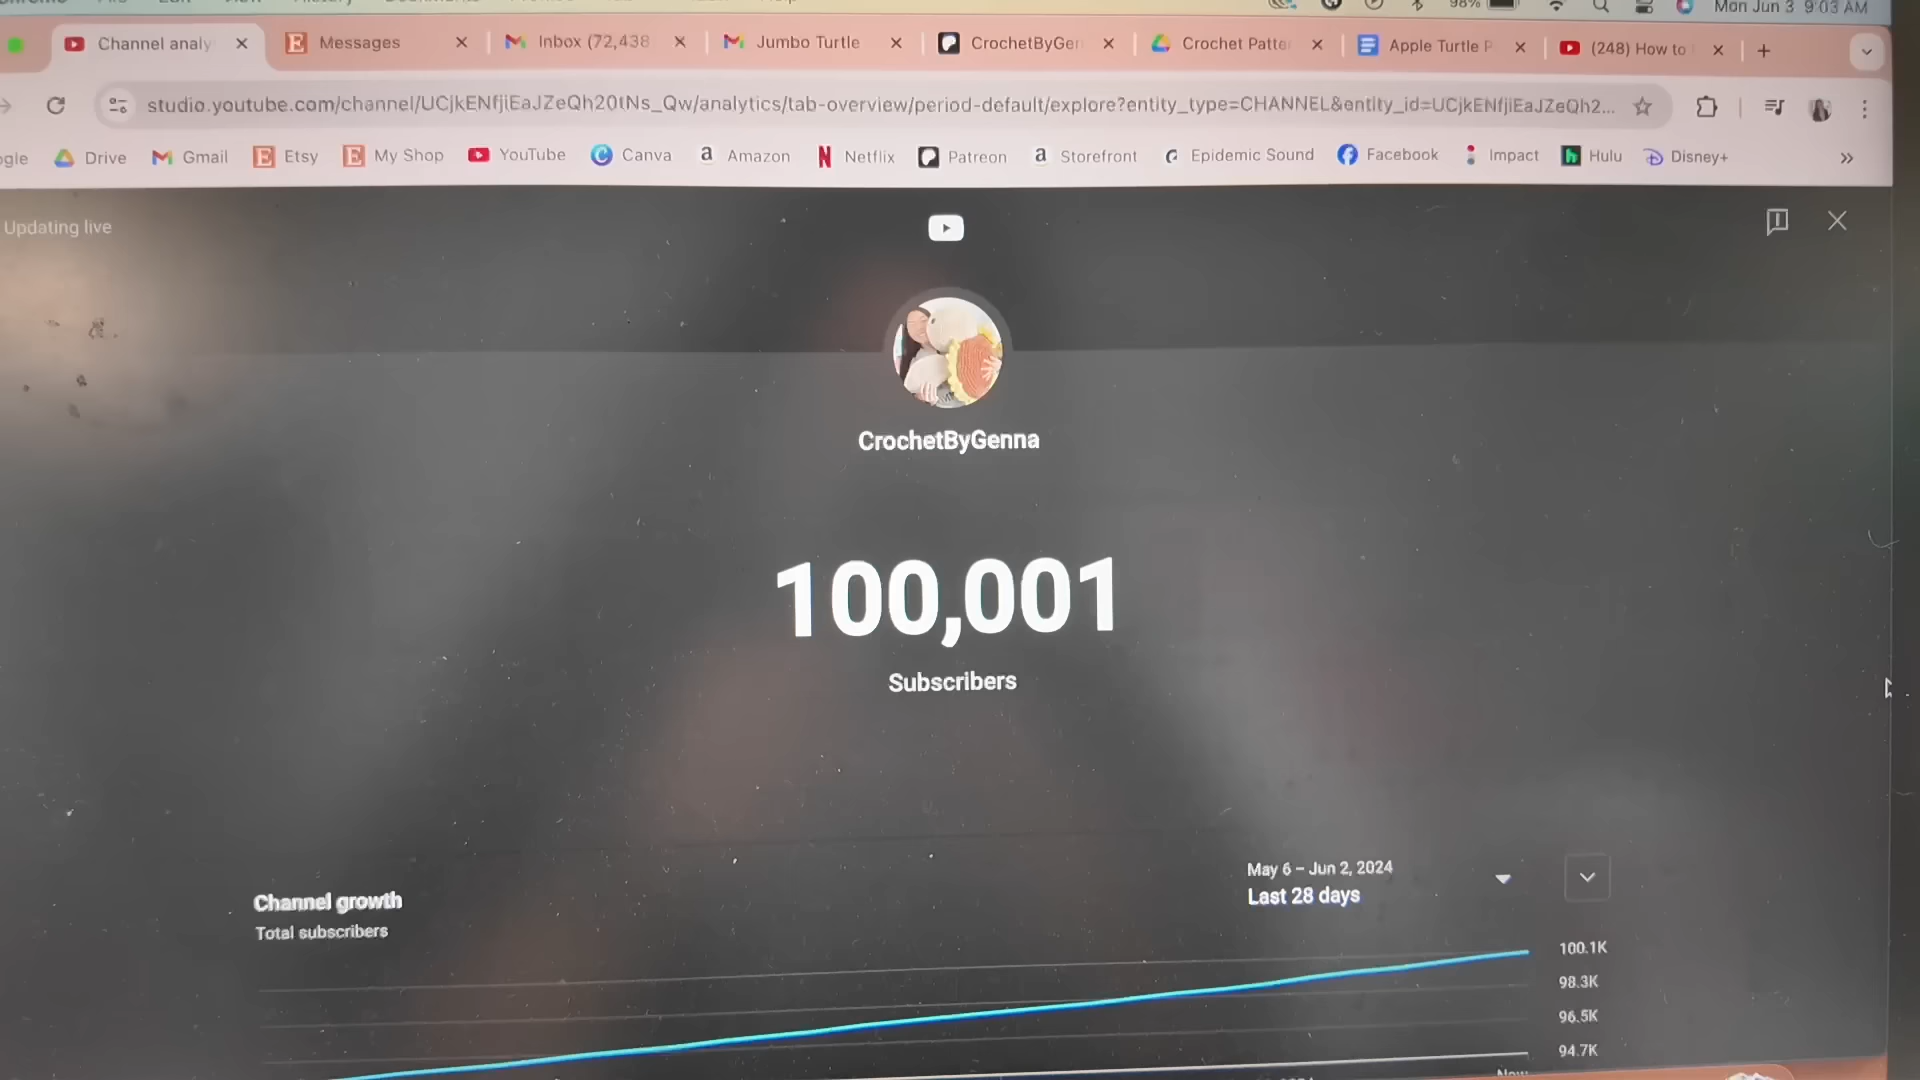 Mon Jun 3 9:03 AM
Channel analy
Messages
Inbox (72,438
Jumbo Turtle
CrochetByGen
Crochet Patte
Apple Turtle P
(248) How to
studio.youtube.com/channel/UCjkENfjiEaJZeQh20tNs_Qw/analytics/tab-overview/period-default/explore?entity_type=CHANNEL&entity_id=UCjkENfjiEaJZeQh2...
ogle
Drive
Gmail
Etsy
My Shop
YouTube
Canva
Amazon
Netflix
Patreon
Storefront
Epidemic Sound
Facebook
Impact
Hulu
Disney+
Updating live
CrochetByGenna
100,001
Subscribers
May 6 – Jun 2, 2024
Last 28 days
Channel growth
Total subscribers
100.1K
98.3K
96.5K
94.7K
Now